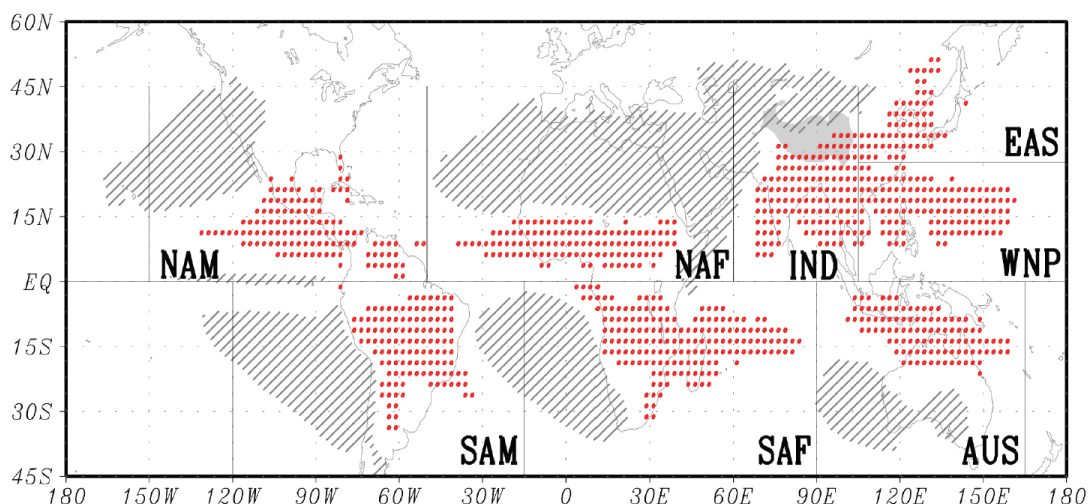 60N
45N
30N
EAS
15N
NAM
NAF
IND
WNP
EQ
15S
30S
SAM
SAF
AUS
45S
180 150W 120W 90W 60W 30W 0 30E 60E 90E 120E 150E 180